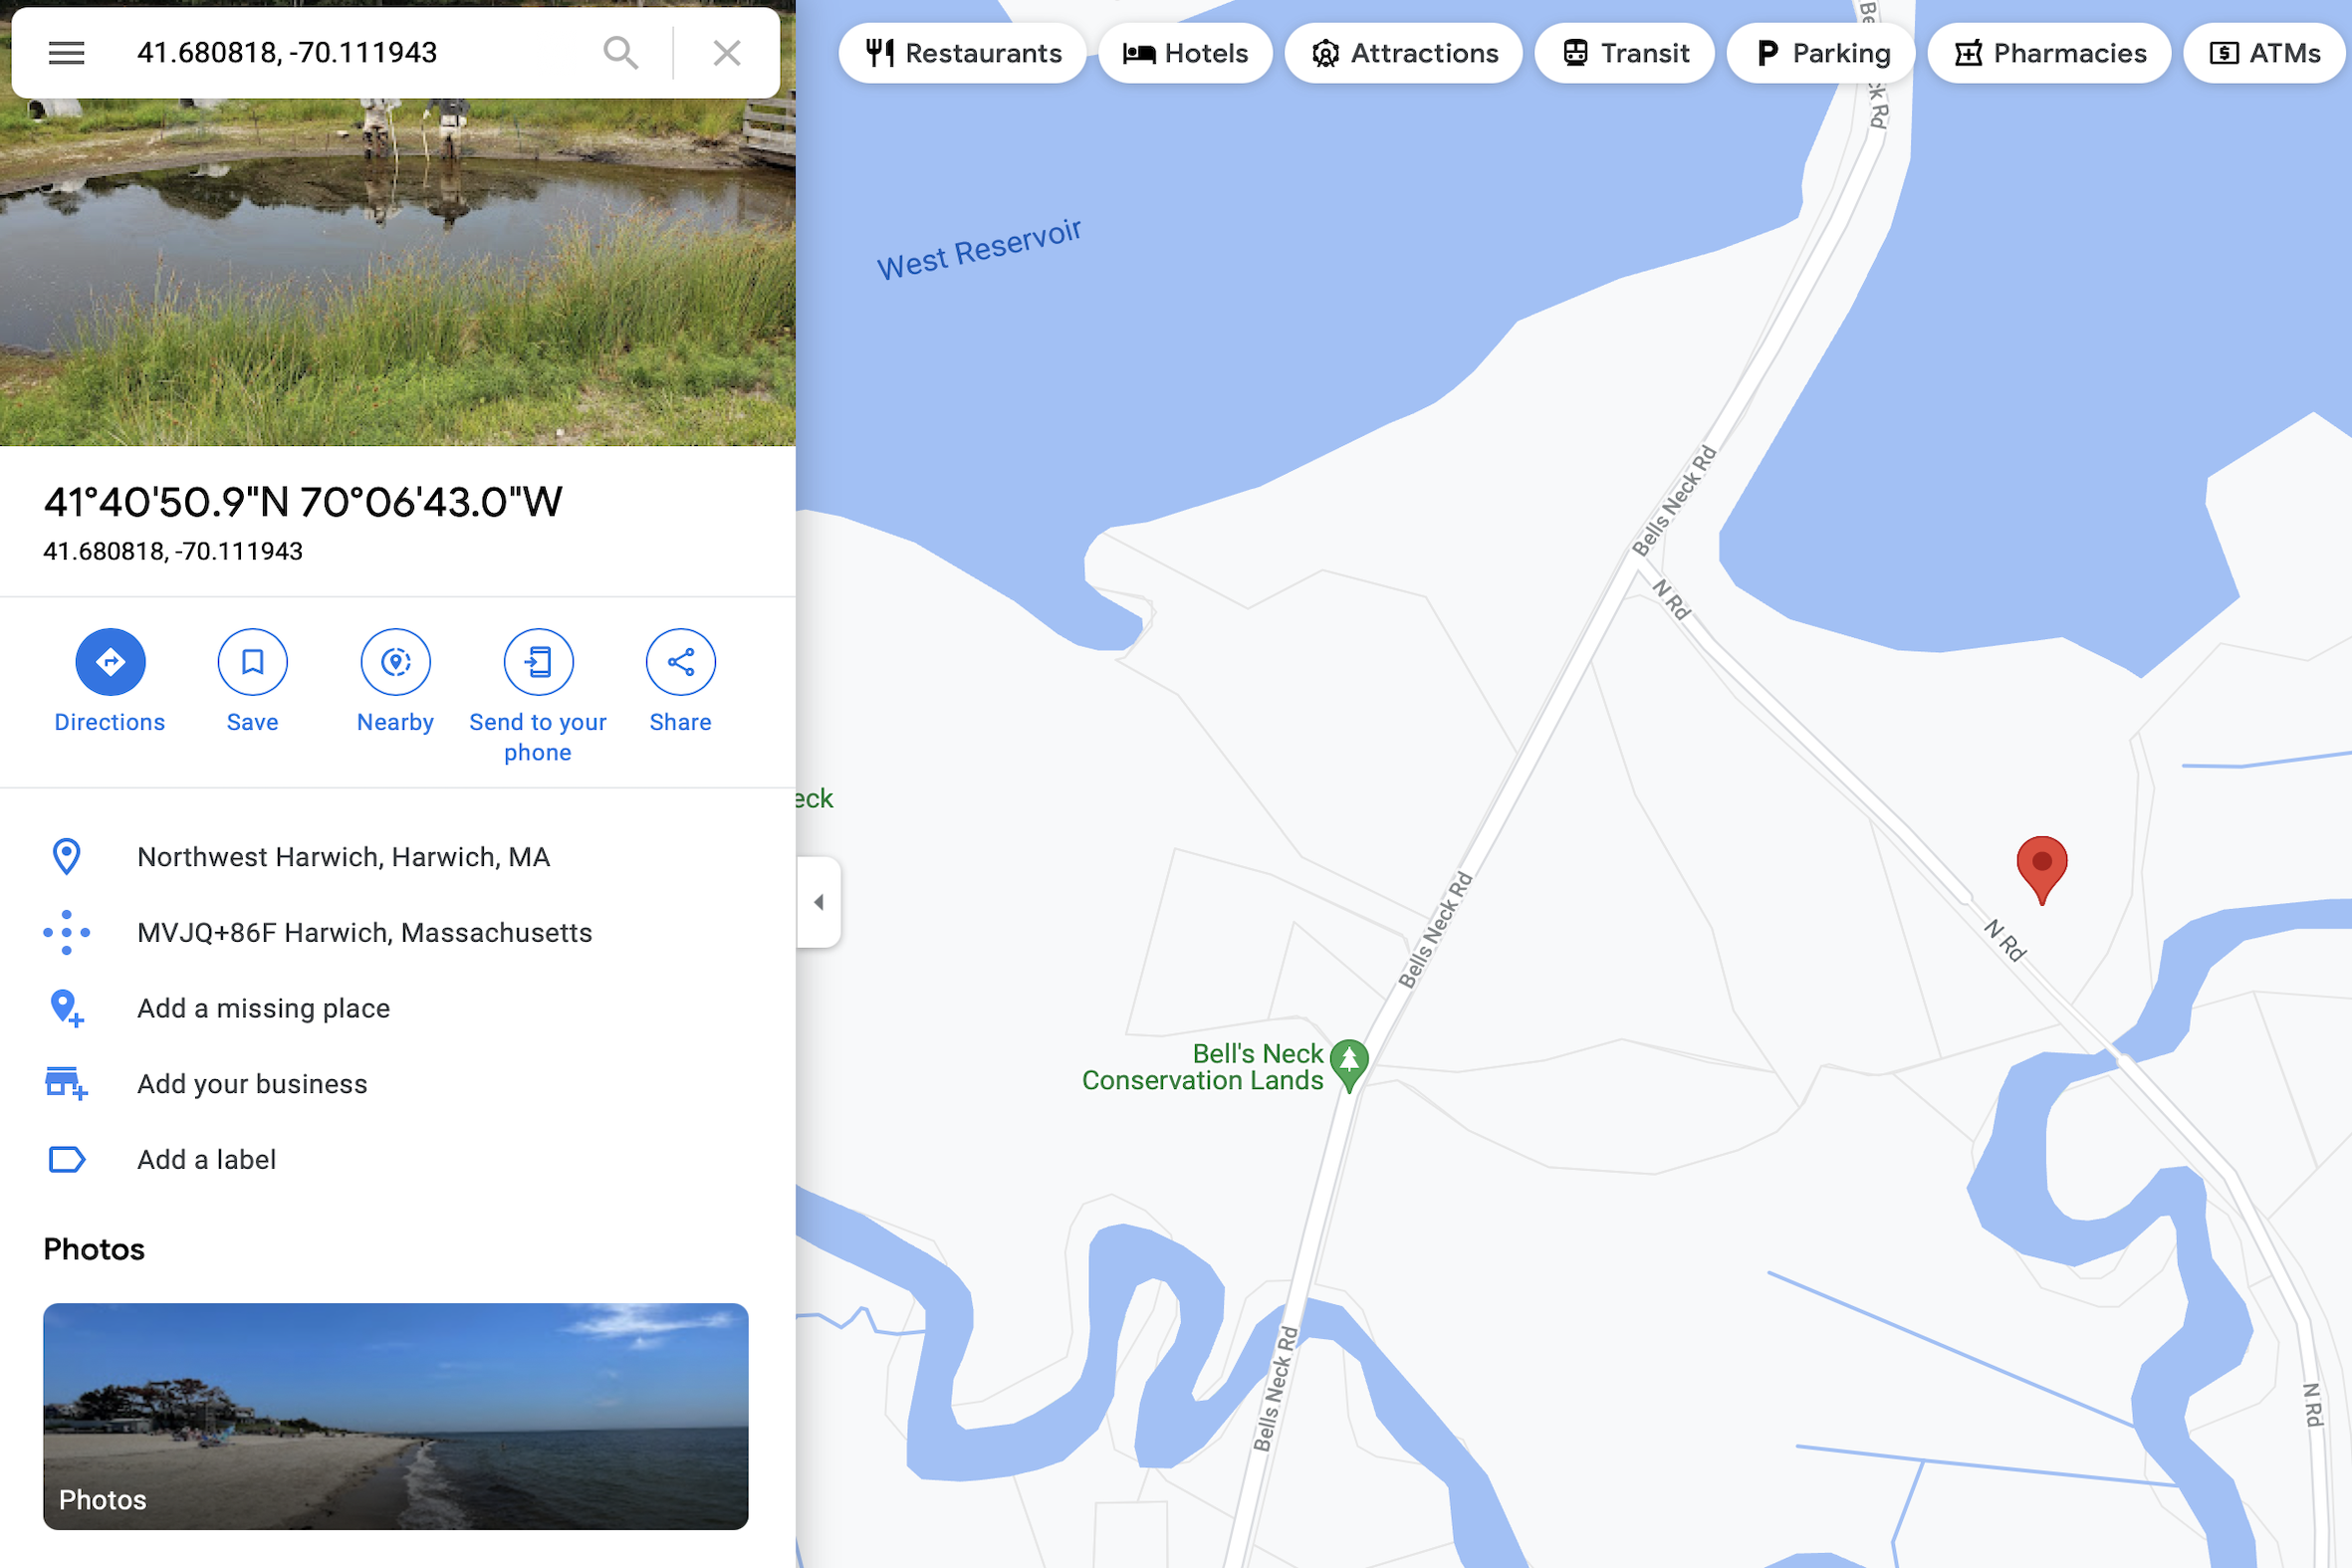 41.680818, -70.111943
Restaurants
Hotels
Attractions
Transit
Parking
Pharmacies
ATMs
41°40'50.9"N 70°06'43.0"W
41.680818, -70.111943
Directions
Save
Nearby
Send to your
phone
Share
Northwest Harwich, Harwich, MA
MVJQ+86F Harwich, Massachusetts
Add a missing place
Add your business
Add a label
Photos
Photos
West Reservoir
Be
ck Rd
Bells Neck Rd
N Rd
eck
Bells Neck Rd
N Rd
Bell's Neck
Conservation Lands
Bells Neck Rd
N Rd